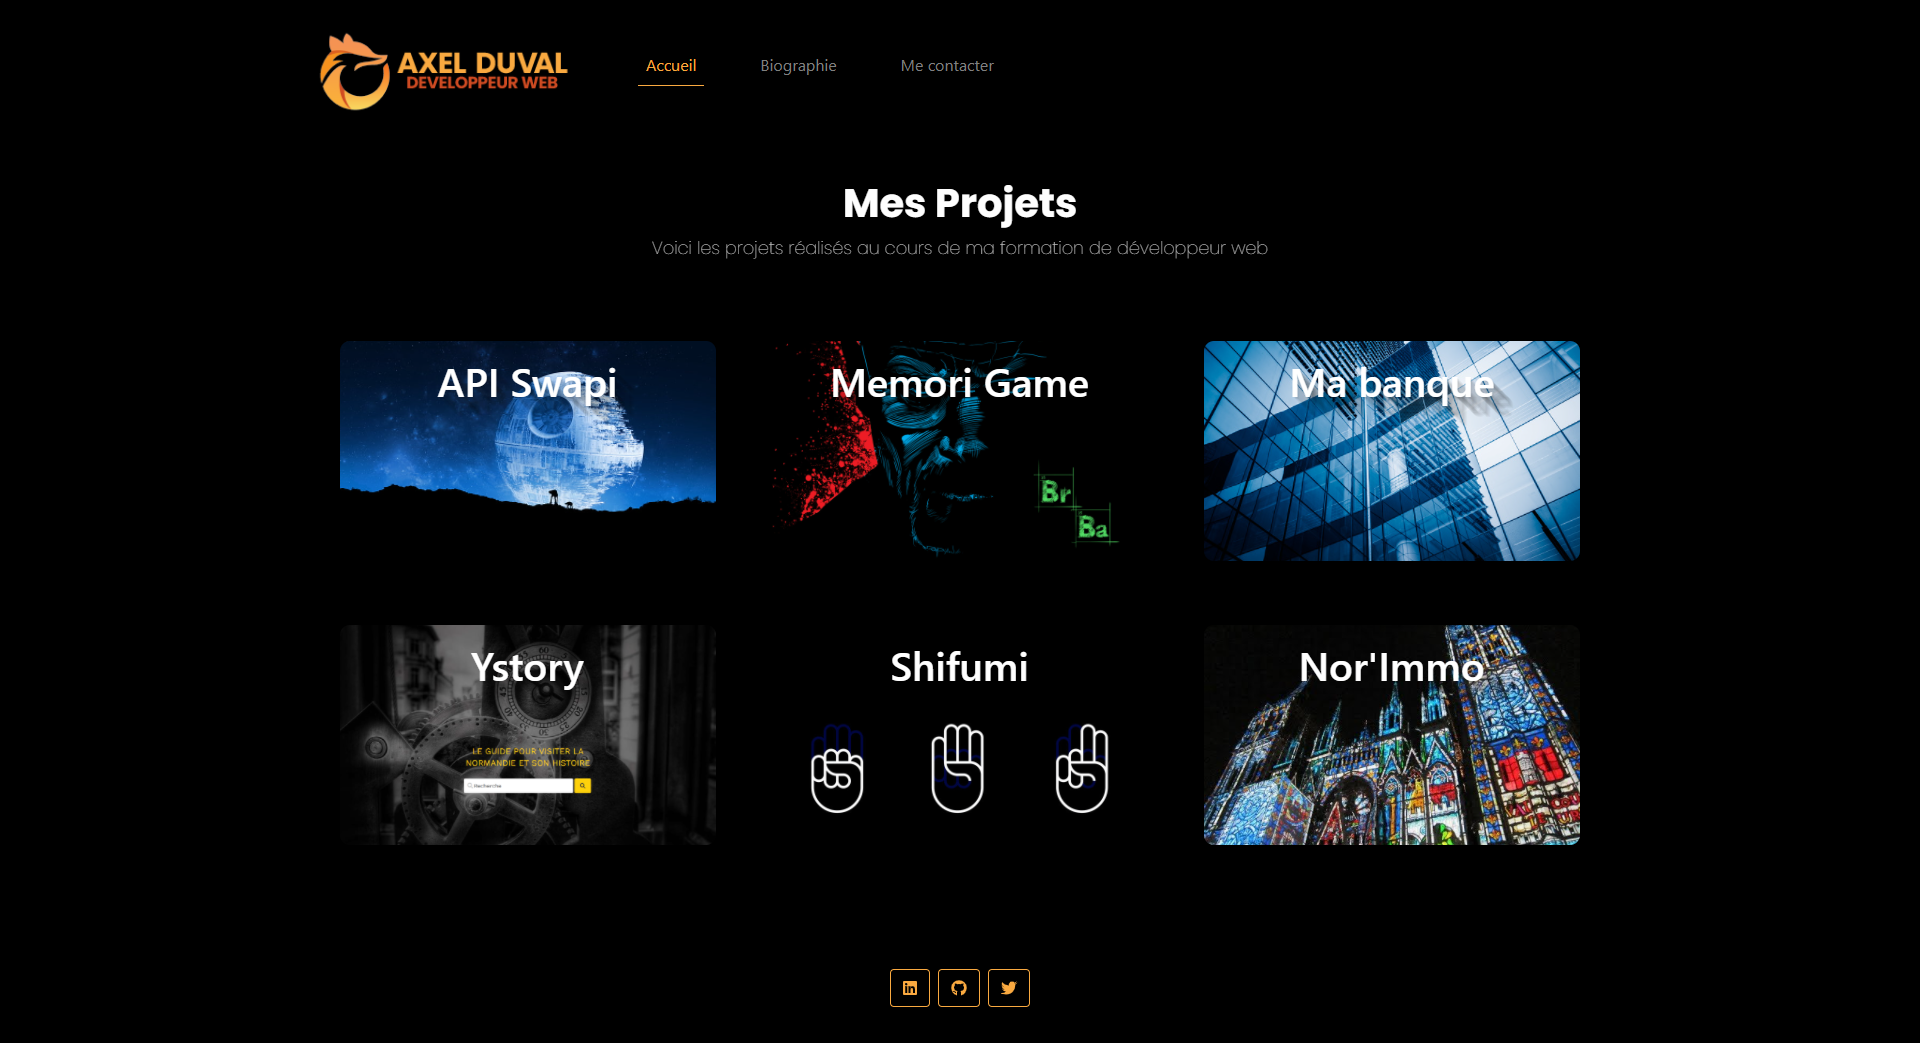 AXEL DUVAL
DEVELOPPEUR WEB
Accueil
Biographie
Me contacter
Mes Projets
Voici les projets réalisés au cours de ma formation de développeur web
API Swapi
Memori Game
Br
Ba
Ma banque
Ystory
LE GUIDE POUR VISITER LA
NORMANDIE ET SON HISTOIRE
Recherche
Shifumi
Nor'Immo